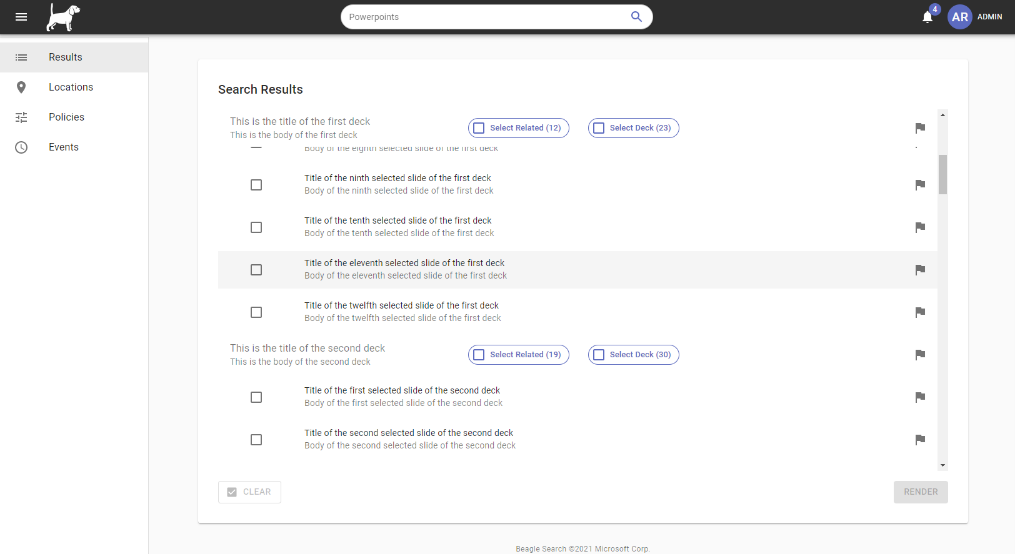 Powerpoints
4
AR
ADMIN
Results
Locations
Policies
Events
Search Results
This is the title of the first deck
This is the body of the first deck
Select Related (12)
Select Deck (23)
Body of the eighth selected slide of the first deck
Title of the ninth selected slide of the first deck
Body of the ninth selected slide of the first deck
Title of the tenth selected slide of the first deck
Body of the tenth selected slide of the first deck
Title of the eleventh selected slide of the first deck
Body of the eleventh selected slide of the first deck
Title of the twelfth selected slide of the first deck
Body of the twelfth selected slide of the first deck
This is the title of the second deck
This is the body of the second deck
Select Related (19)
Select Deck (30)
Title of the first selected slide of the second deck
Body of the first selected slide of the second deck
Title of the second selected slide of the second deck
Body of the second selected slide of the second deck
CLEAR
RENDER
Beagle Search ©2021 Microsoft Corp.